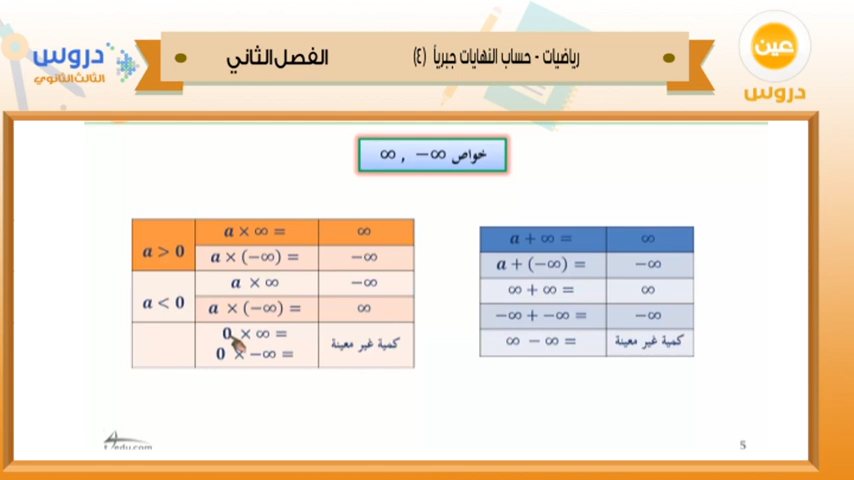 عين
دروس
رياضيات - حساب النهايات جبرياً (٤)
الفصل الثاني
دروس
الثالث الثانوي
خواص ∞ , −∞
a + ∞ = ∞
a + (−∞) = −∞
∞ + ∞ = ∞
−∞ + −∞ = −∞
∞ − ∞ = كمية غير معينة
a > 0
a × ∞ = ∞
a × (−∞) = −∞
a < 0
a × ∞ −∞
a × (−∞) = ∞
0 × ∞ =
0 × −∞ =
كمية غير معينة
5